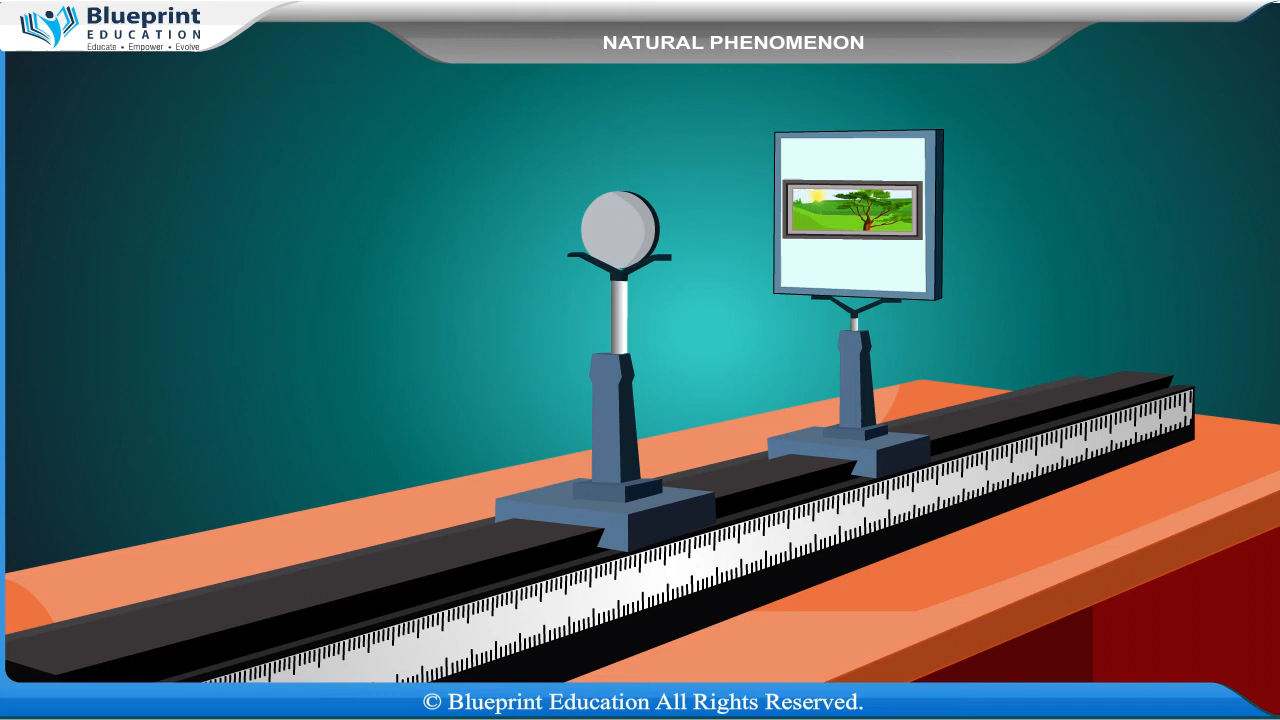 Blueprint
EDUCATION
Educate • Empower • Evolve
NATURAL PHENOMENON
© Blueprint Education All Rights Reserved.